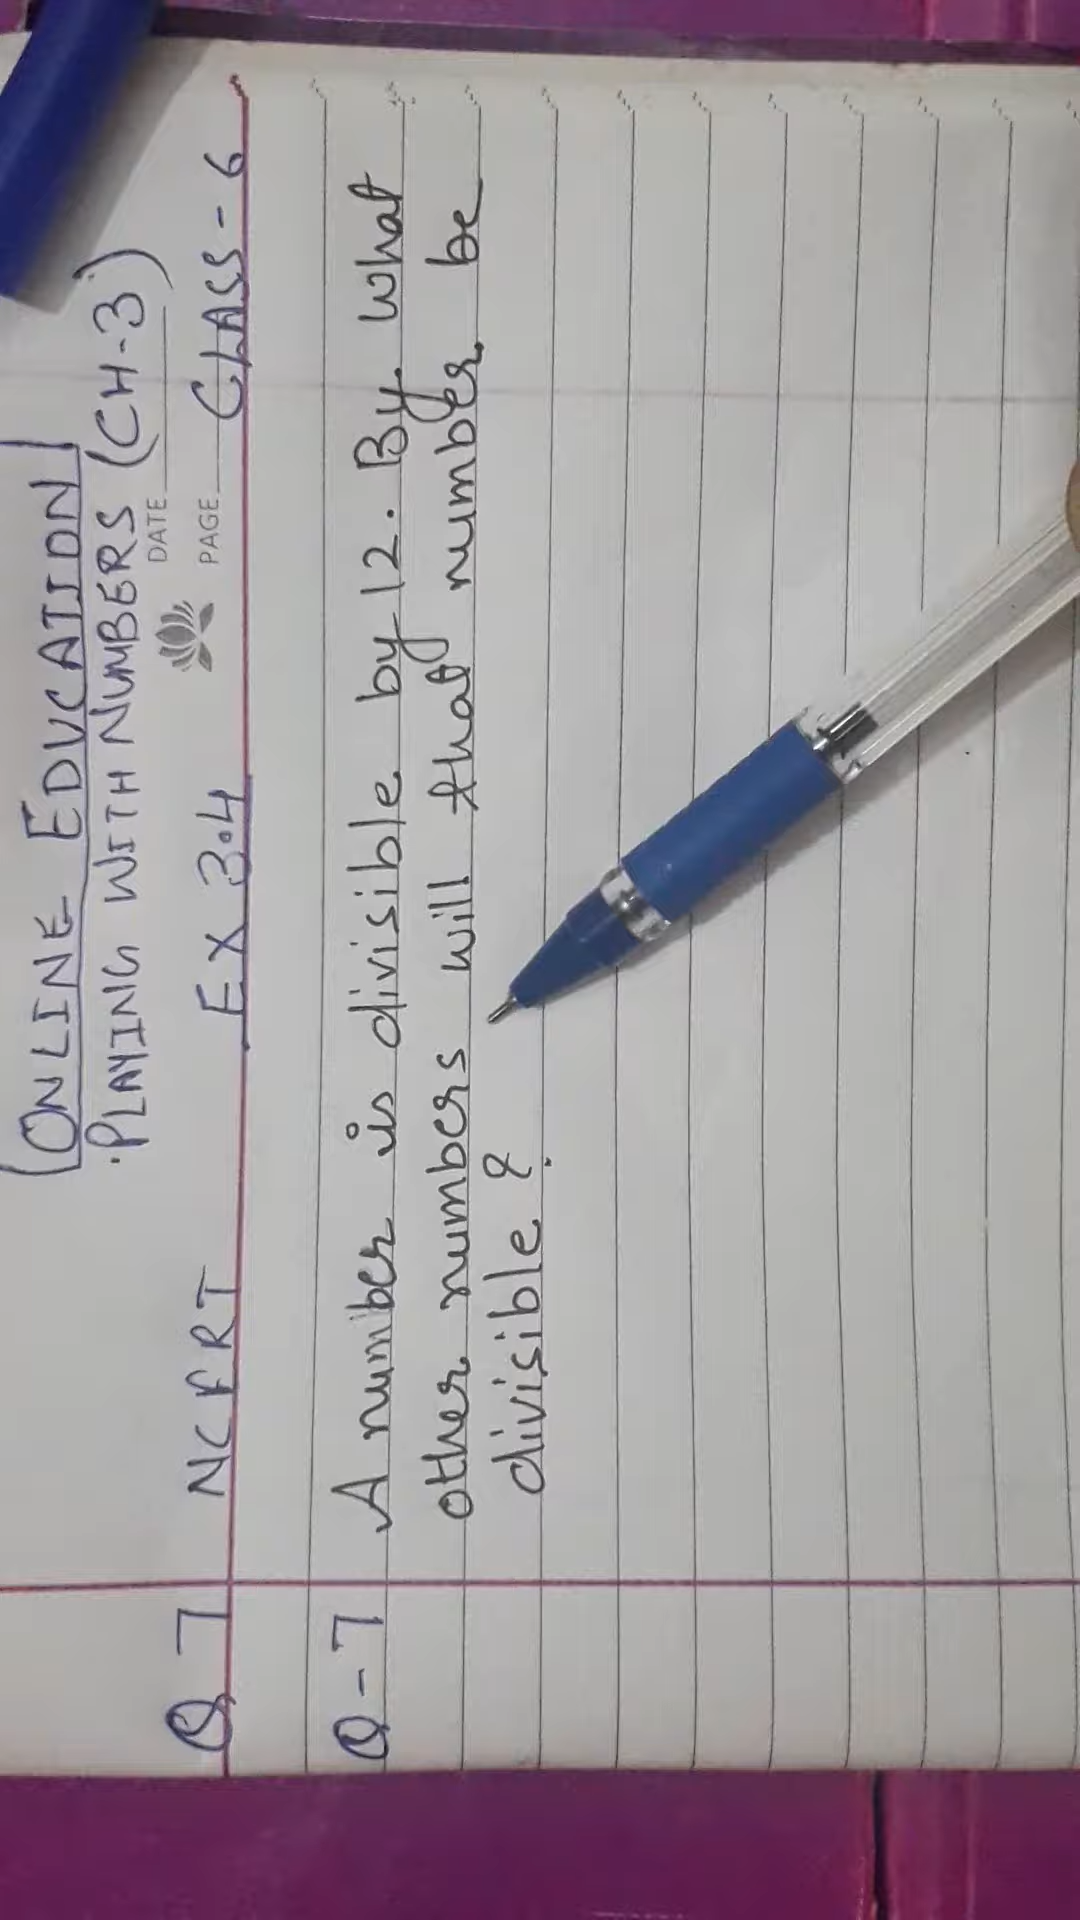 ONLINE EDUCATION
PLAYING WITH NUMBERS (CH-3)
DATE
PAGE
Q 7 NCERT EX 3.4 CLASS - 6
Q-7 A number is divisible by 12. By what
other numbers will that number be
divisible ?